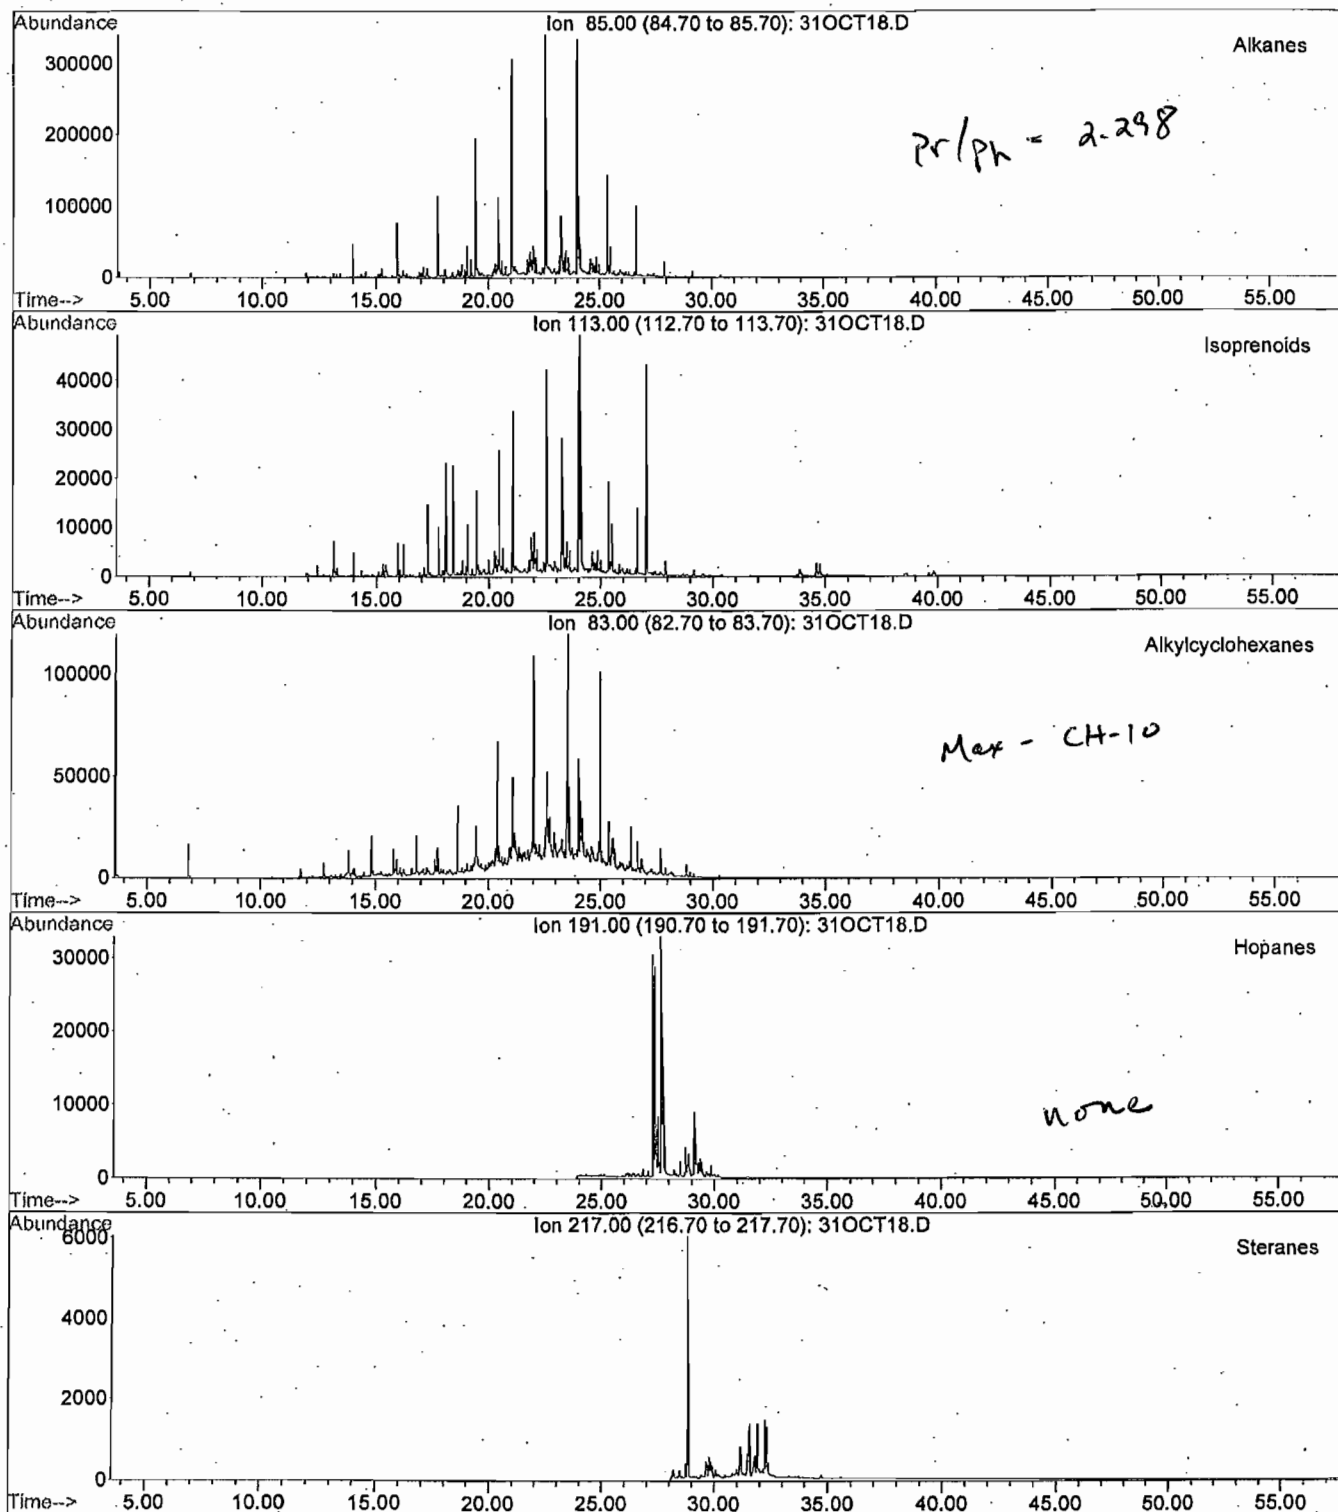 Abundance
Ion 85.00 (84.70 to 85.70): 31OCT18.D
Alkanes
300000
200000
100000
0
Pr/Ph = 2.298
Time--> 5.00 10.00 15.00 20.00 25.00 30.00 35.00 40.00 45.00 50.00 55.00
Abundance
Ion 113.00 (112.70 to 113.70): 31OCT18.D
Isoprenoids
40000
30000
20000
10000
0
Time--> 5.00 10.00 15.00 20.00 25.00 30.00 35.00 40.00 45.00 50.00 55.00
Abundance
Ion 83.00 (82.70 to 83.70): 31OCT18.D
Alkylcyclohexanes
100000
50000
0
Max - CH-10
Time--> 5.00 10.00 15.00 20.00 25.00 30.00 35.00 40.00 45.00 50.00 55.00
Abundance
Ion 191.00 (190.70 to 191.70): 31OCT18.D
Hopanes
30000
20000
10000
0
none
Time--> 5.00 10.00 15.00 20.00 25.00 30.00 35.00 40.00 45.00 50.00 55.00
Abundance
Ion 217.00 (216.70 to 217.70): 31OCT18.D
Steranes
6000
4000
2000
0
Time--> 5.00 10.00 15.00 20.00 25.00 30.00 35.00 40.00 45.00 50.00 55.00